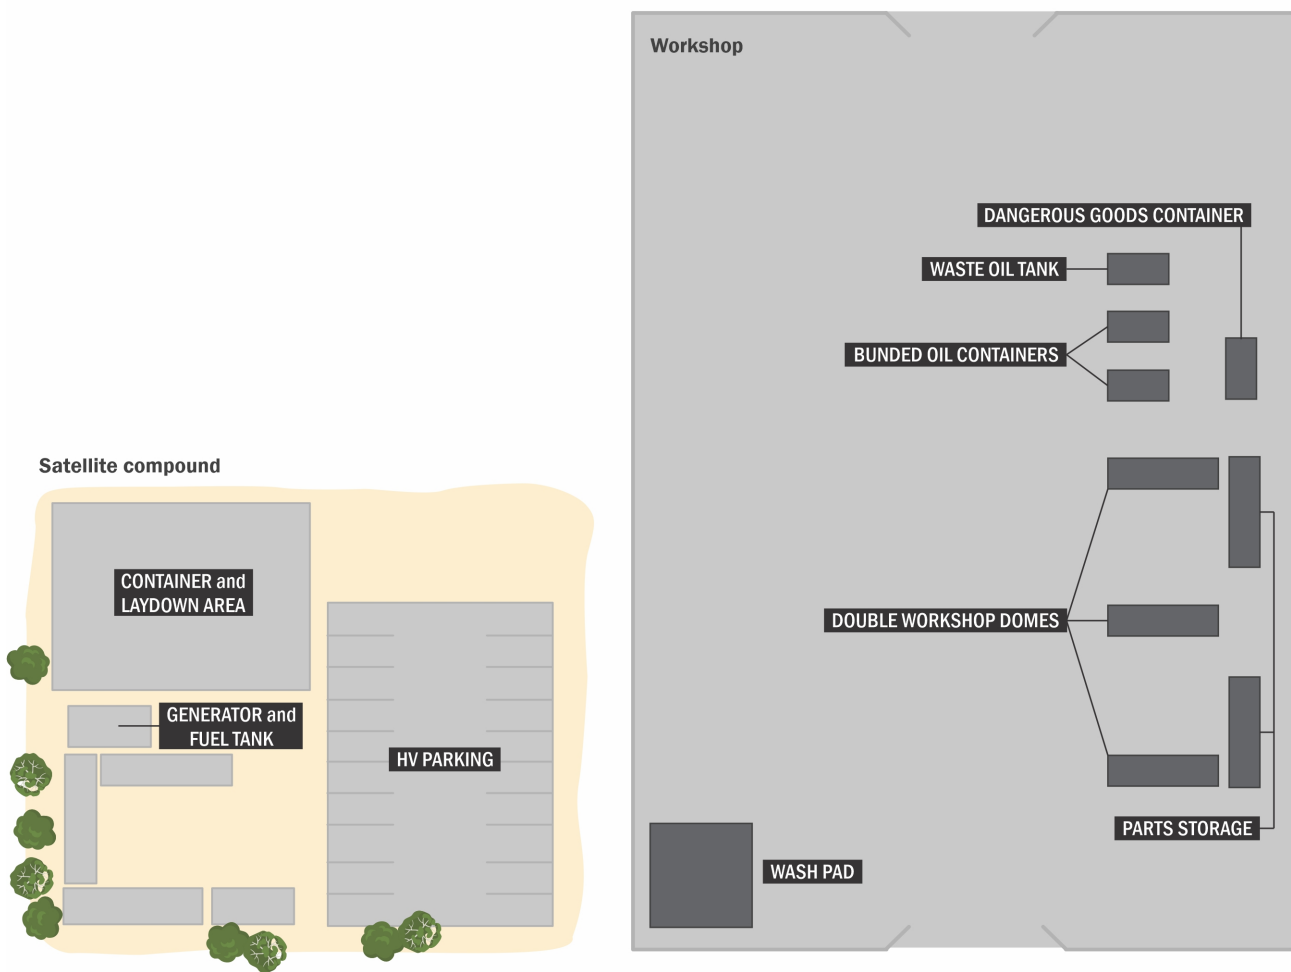 Workshop
DANGEROUS GOODS CONTAINER
WASTE OIL TANK
BUNDED OIL CONTAINERS
Satellite compound
CONTAINER and
LAYDOWN AREA
DOUBLE WORKSHOP DOMES
GENERATOR and
FUEL TANK
HV PARKING
PARTS STORAGE
WASH PAD